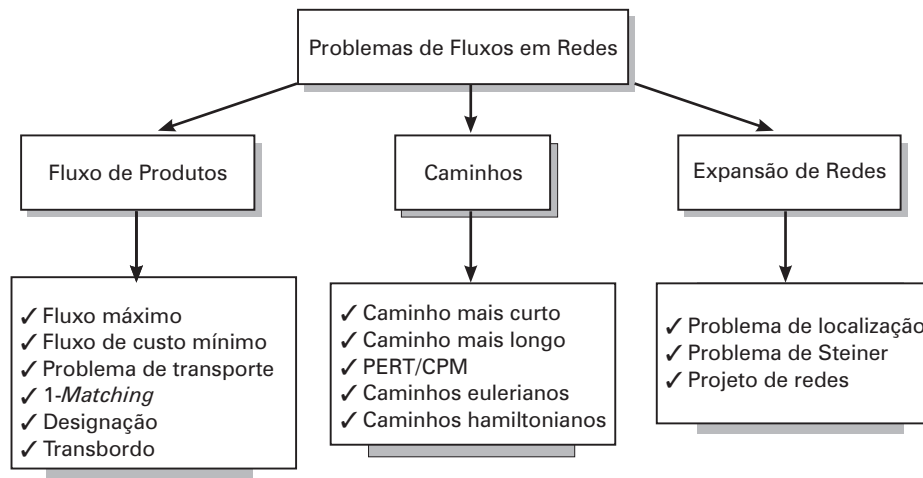 Problemas de Fluxos em Redes
Fluxo de Produtos
Caminhos
Expansão de Redes
✓ Fluxo máximo
✓ Fluxo de custo mínimo
✓ Problema de transporte
✓ 1-Matching
✓ Designação
✓ Transbordo
✓ Caminho mais curto
✓ Caminho mais longo
✓ PERT/CPM
✓ Caminhos eulerianos
✓ Caminhos hamiltonianos
✓ Problema de localização
✓ Problema de Steiner
✓ Projeto de redes